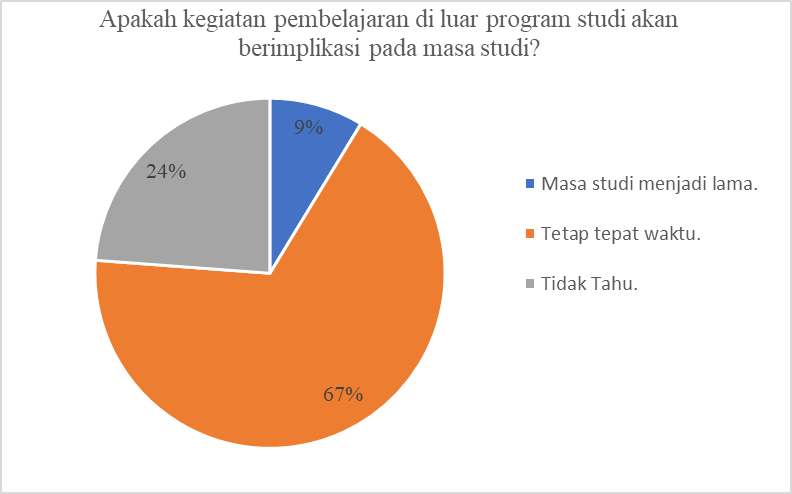 Apakah kegiatan pembelajaran di luar program studi akan
berimplikasi pada masa studi?
9%
24%
67%
Masa studi menjadi lama.
Tetap tepat waktu.
Tidak Tahu.